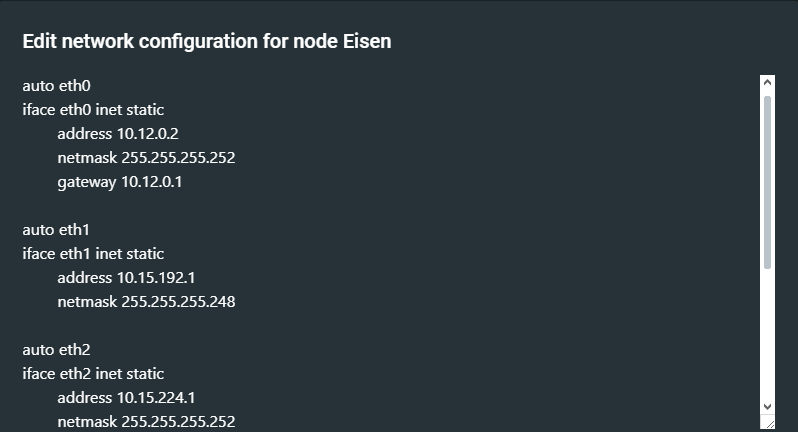 Edit network configuration for node Eisen
auto eth0
iface eth0 inet static
address 10.12.0.2
netmask 255.255.255.252
gateway 10.12.0.1
auto eth1
iface eth1 inet static
address 10.15.192.1
netmask 255.255.255.248
auto eth2
iface eth2 inet static
address 10.15.224.1
netmask 255.255.255.252